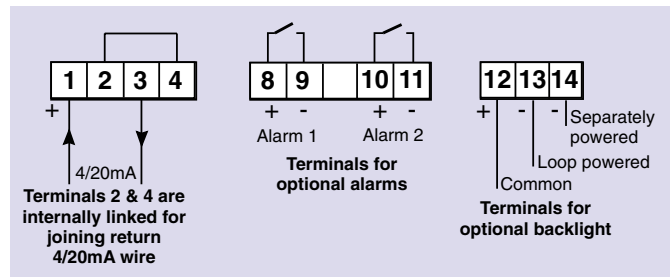 1 2 3 4
+
4/20mA
Terminals 2 & 4 are
internally linked for
joining return
4/20mA wire
8 9 10 11
+ - + -
Alarm 1 Alarm 2
Terminals for
optional alarms
12 13 14
+ - -
Separately
powered
Loop powered
Common
Terminals for
optional backlight